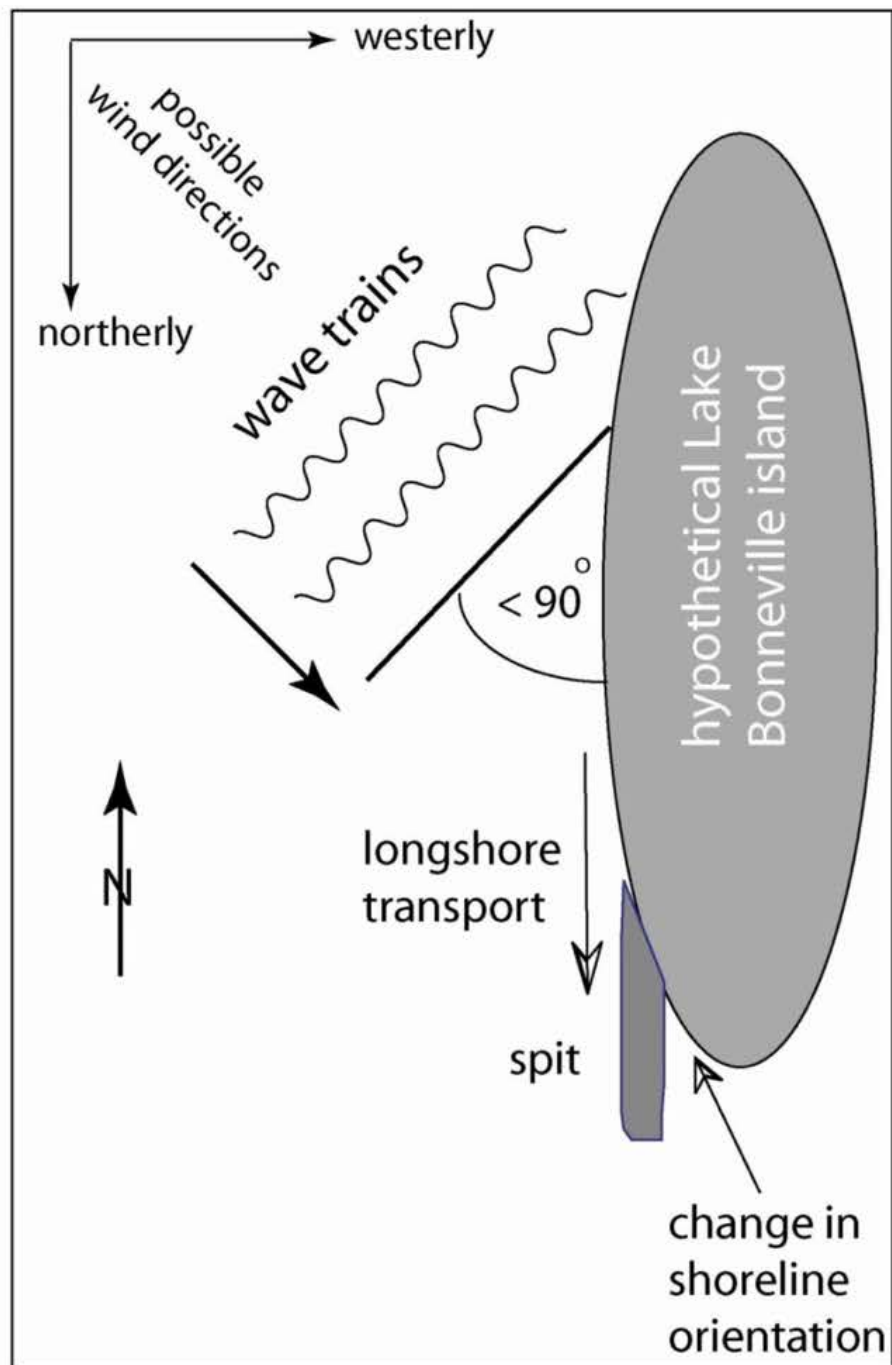 westerly
possible
wind directions
northerly
wave trains
< 90°
hypothetical Lake
Bonneville island
N
longshore
transport
spit
change in
shoreline
orientation